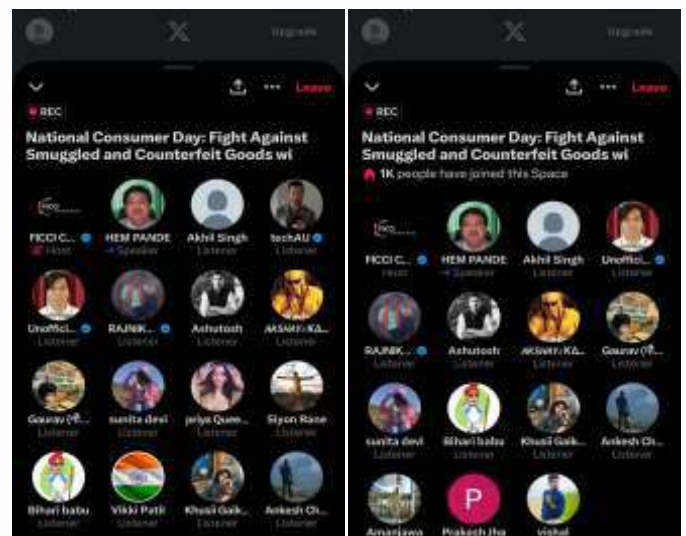 Upgrade
Leave
REC
National Consumer Day: Fight Against
Smuggled and Counterfeit Goods wi
FICCI C... HEM PANDE Akhil Singh techAU
Host Speaker Listener Listener
Unoffici... RAJNIK... Ashutosh AKSHAY KA...
Listener Listener Listener Listener
Gaurav sunita devi priya Quee... Siyon Rane
Listener Listener Listener Listener
Bihari babu Vikki Patil Khusii Gaik... Ankesh Ch...
Listener Listener Listener Listener
Upgrade
Leave
REC
National Consumer Day: Fight Against
Smuggled and Counterfeit Goods wi
1K people have joined this Space
FICCI C... HEM PANDE Akhil Singh Unoffici...
Host Speaker Listener Listener
RAJNIK... Ashutosh AKSHAY KA... Gaurav
Listener Listener Listener Listener
sunita devi Bihari babu Khusii Gaik... Ankesh Ch...
Listener Listener Listener Listener
P
Amanjawa Prakash Jha vishal